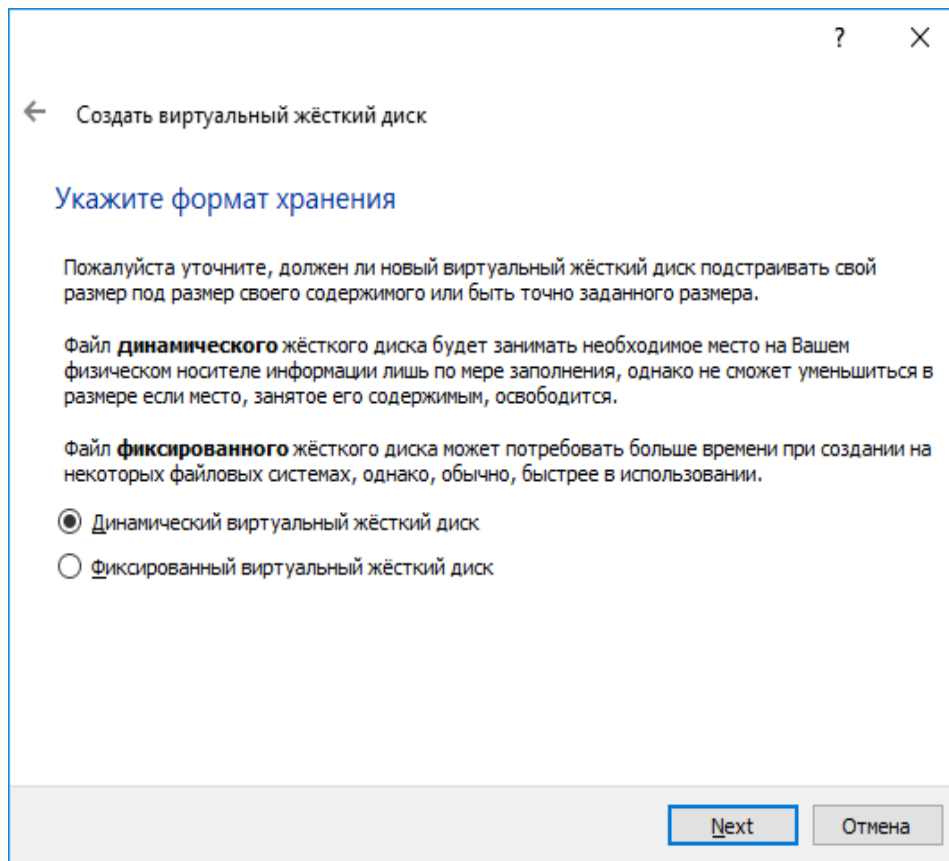 ?
Создать виртуальный жёсткий диск
Укажите формат хранения
Пожалуйста уточните, должен ли новый виртуальный жёсткий диск подстраивать свой
размер под размер своего содержимого или быть точно заданного размера.
Файл динамического жёсткого диска будет занимать необходимое место на Вашем
физическом носителе информации лишь по мере заполнения, однако не сможет уменьшиться в
размере если место, занятое его содержимым, освободится.
Файл фиксированного жёсткого диска может потребовать больше времени при создании на
некоторых файловых системах, однако, обычно, быстрее в использовании.
Динамический виртуальный жёсткий диск
Фиксированный виртуальный жёсткий диск
Next
Отмена